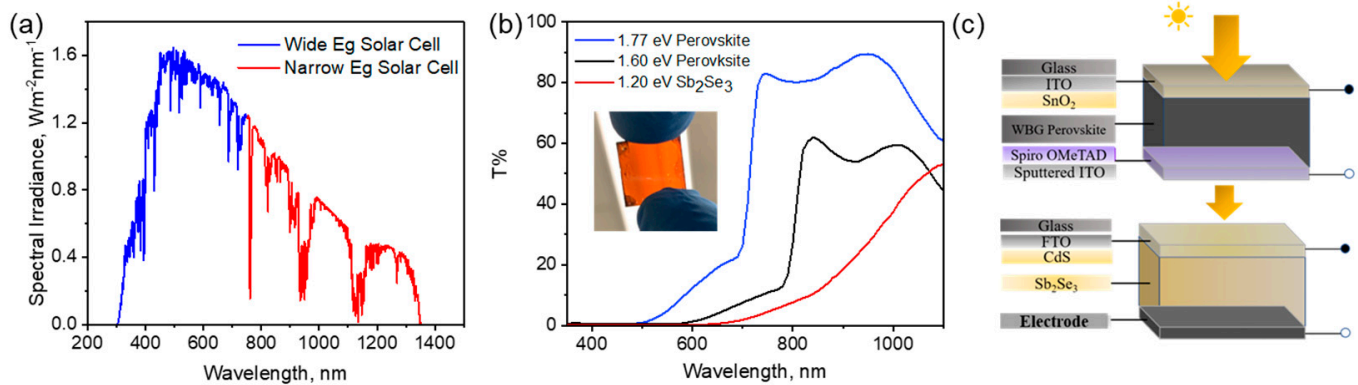 (a)
Spectral Irradiance, Wm⁻²nm⁻¹
1.6
1.2
0.8
0.4
0.0
Wide Eg Solar Cell
Narrow Eg Solar Cell
200 400 600 800 1000 1200 1400
Wavelength, nm
(b)
T%
100
80
60
40
20
0
1.77 eV Perovskite
1.60 eV Perovksite
1.20 eV Sb₂Se₃
400 600 800 1000
Wavelength, nm
(c)
Glass
ITO
SnO₂
WBG Perovskite
Spiro OMeTAD
Sputtered ITO
Glass
FTO
CdS
Sb₂Se₃
Electrode